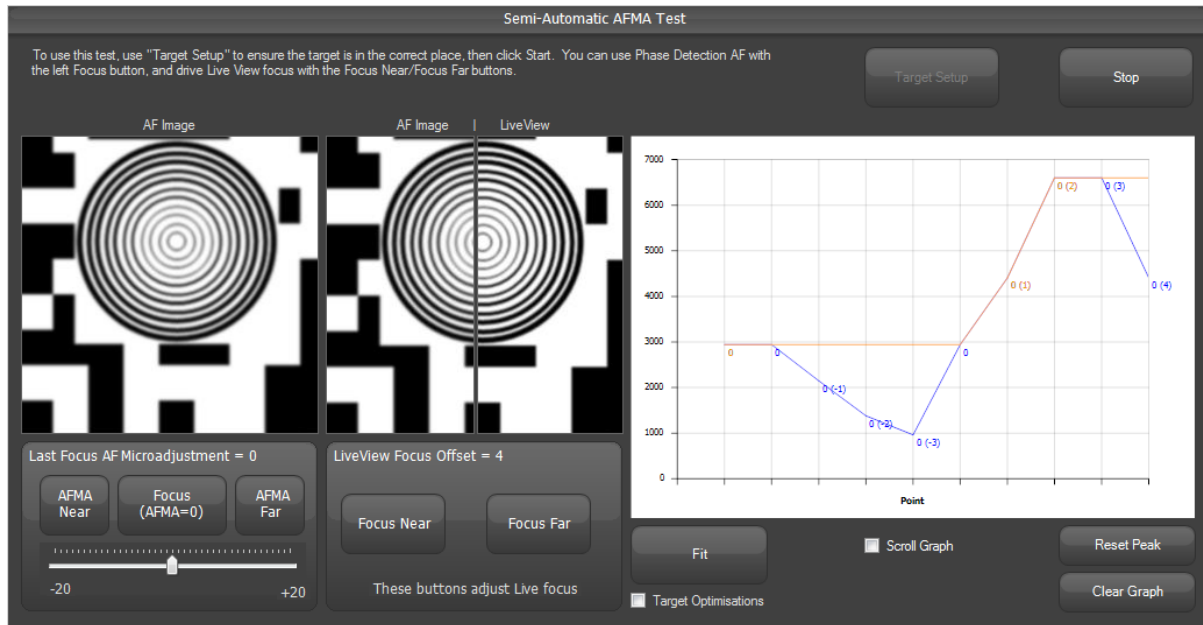 Semi-Automatic AFMA Test
To use this test, use "Target Setup" to ensure the target is in the correct place, then click Start. You can use Phase Detection AF with
the left Focus button, and drive Live View focus with the Focus Near/Focus Far buttons.
Target Setup
Stop
AF Image
AF Image | LiveView
7000
6000
5000
4000
3000
2000
1000
0
0
0
0 (-1)
0 (-2)
0 (-3)
0
0 (1)
0 (2)
0 (3)
0 (4)
Point
Last Focus AF Microadjustment = 0
AFMA
Near
Focus
(AFMA=0)
AFMA
Far
-20
+20
LiveView Focus Offset = 4
Focus Near
Focus Far
These buttons adjust Live focus
Fit
Scroll Graph
Reset Peak
Target Optimisations
Clear Graph